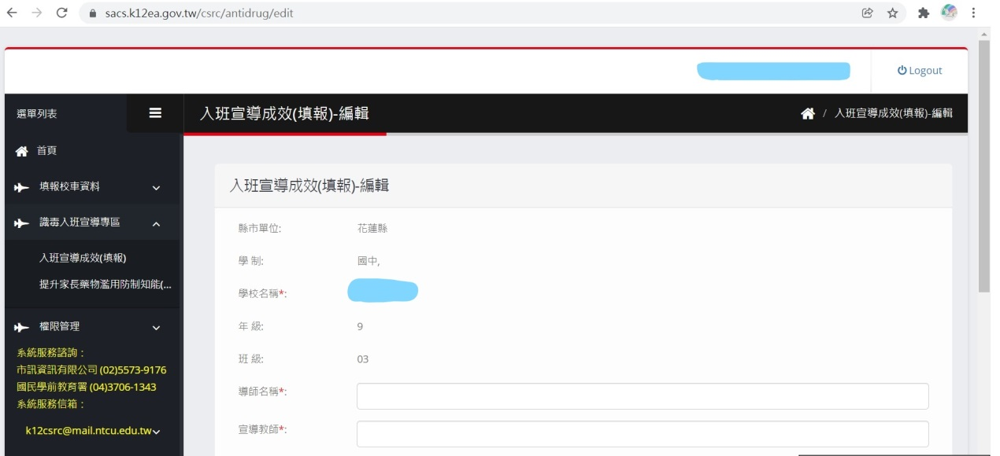 sacs.k12ea.gov.tw/csrc/antidrug/edit
Logout
選單列表
入班宣導成效(填報)-編輯
/ 入班宣導成效(填報)-編輯
首頁
填報校車資料
識毒入班宣導專區
入班宣導成效(填報)
提升家長藥物濫用防制知能(...
權限管理
系統服務諮詢：
市訊資訊有限公司 (02)5573-9176
國民學前教育署 (04)3706-1343
系統服務信箱：
k12csrc@mail.ntcu.edu.tw
入班宣導成效(填報)-編輯
縣市單位: 花蓮縣
學 制: 國中,
學校名稱*:
年 級: 9
班 級: 03
導師名稱*:
宣導教師*: